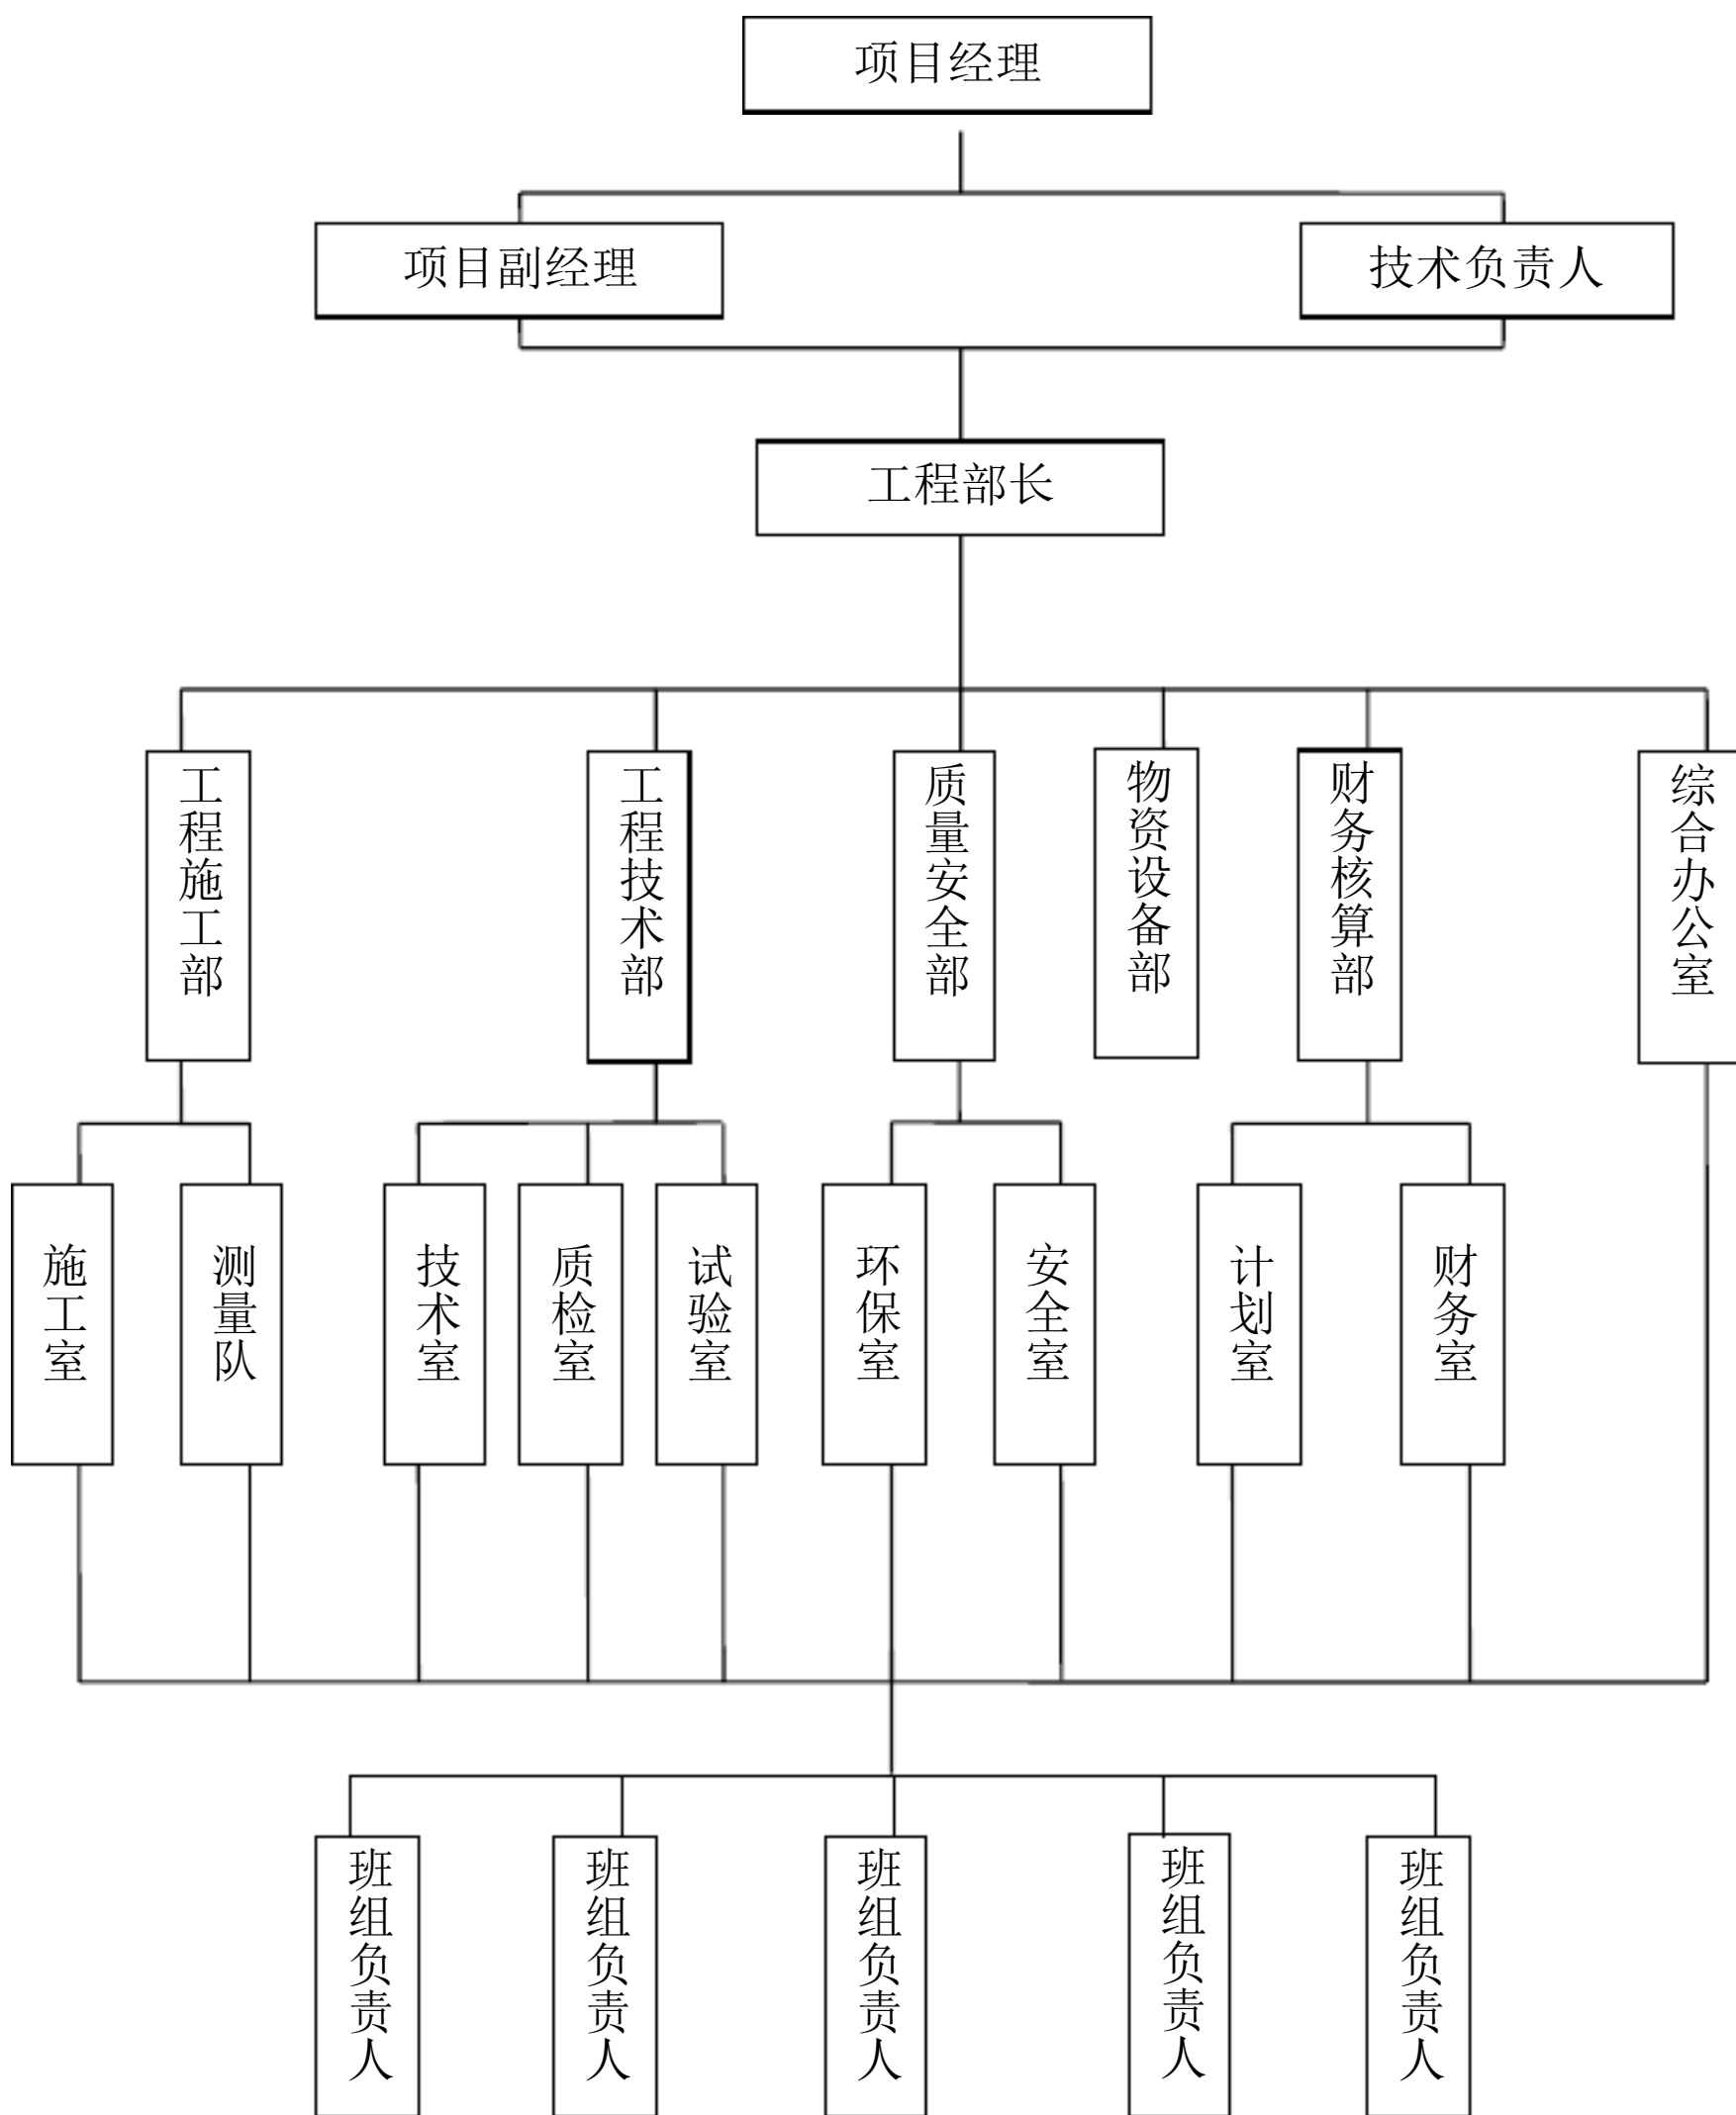 项目经理
项目副经理
技术负责人
工程部长
工程施工部
工程技术部
质量安全部
物资设备部
财务核算部
综合办公室
施工室
测量队
技术室
质检室
试验室
环保室
安全室
计划室
财务室
班组负责人
班组负责人
班组负责人
班组负责人
班组负责人